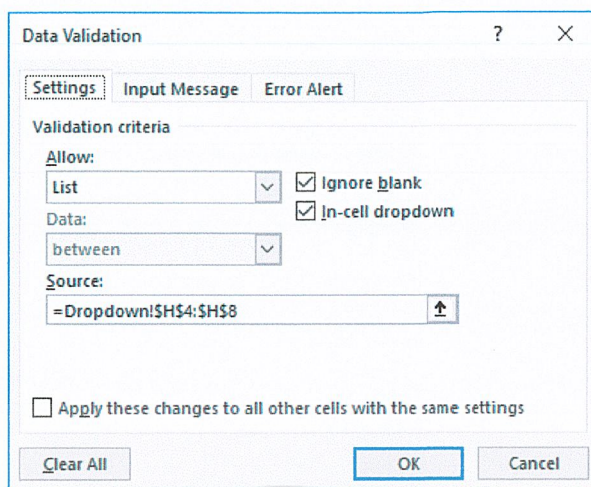 Data Validation ? ×
Settings Input Message Error Alert
Validation criteria
Allow:
List
Ignore blank
In-cell dropdown
Data:
between
Source:
=Dropdown!$H$4:$H$8
Apply these changes to all other cells with the same settings
Clear All OK Cancel